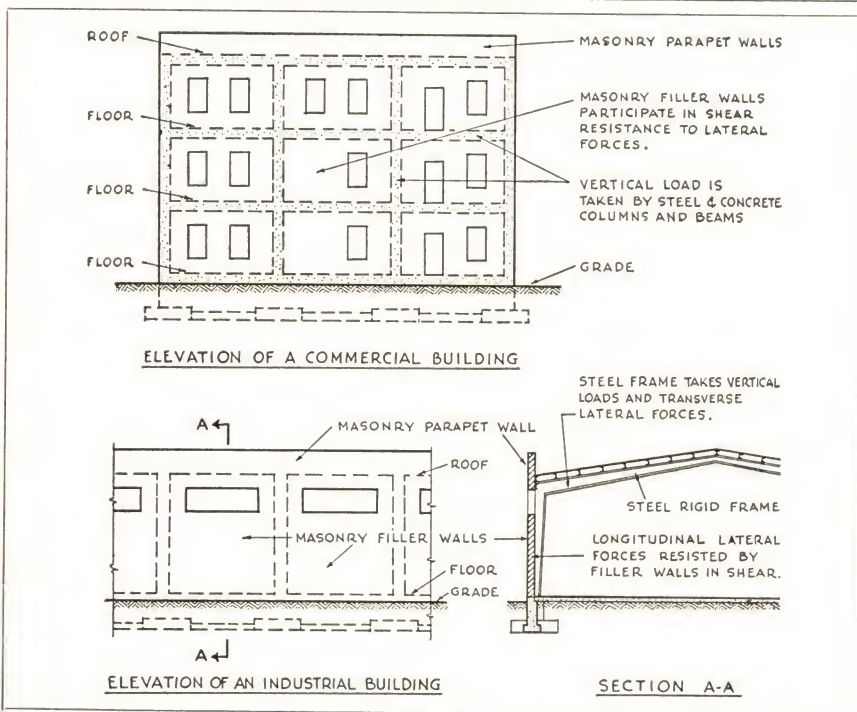 ROOF
MASONRY PARAPET WALLS
FLOOR
MASONRY FILLER WALLS
PARTICIPATE IN SHEAR
RESISTANCE TO LATERAL
FORCES.
FLOOR
VERTICAL LOAD IS
TAKEN BY STEEL & CONCRETE
COLUMNS AND BEAMS
FLOOR
GRADE
ELEVATION OF A COMMERCIAL BUILDING
STEEL FRAME TAKES VERTICAL
LOADS AND TRANSVERSE
LATERAL FORCES.
A
MASONRY PARAPET WALL
ROOF
STEEL RIGID FRAME
MASONRY FILLER WALLS
LONGITUDINAL LATERAL
FORCES RESISTED BY
FILLER WALLS IN SHEAR.
FLOOR
GRADE
A
ELEVATION OF AN INDUSTRIAL BUILDING
SECTION A-A